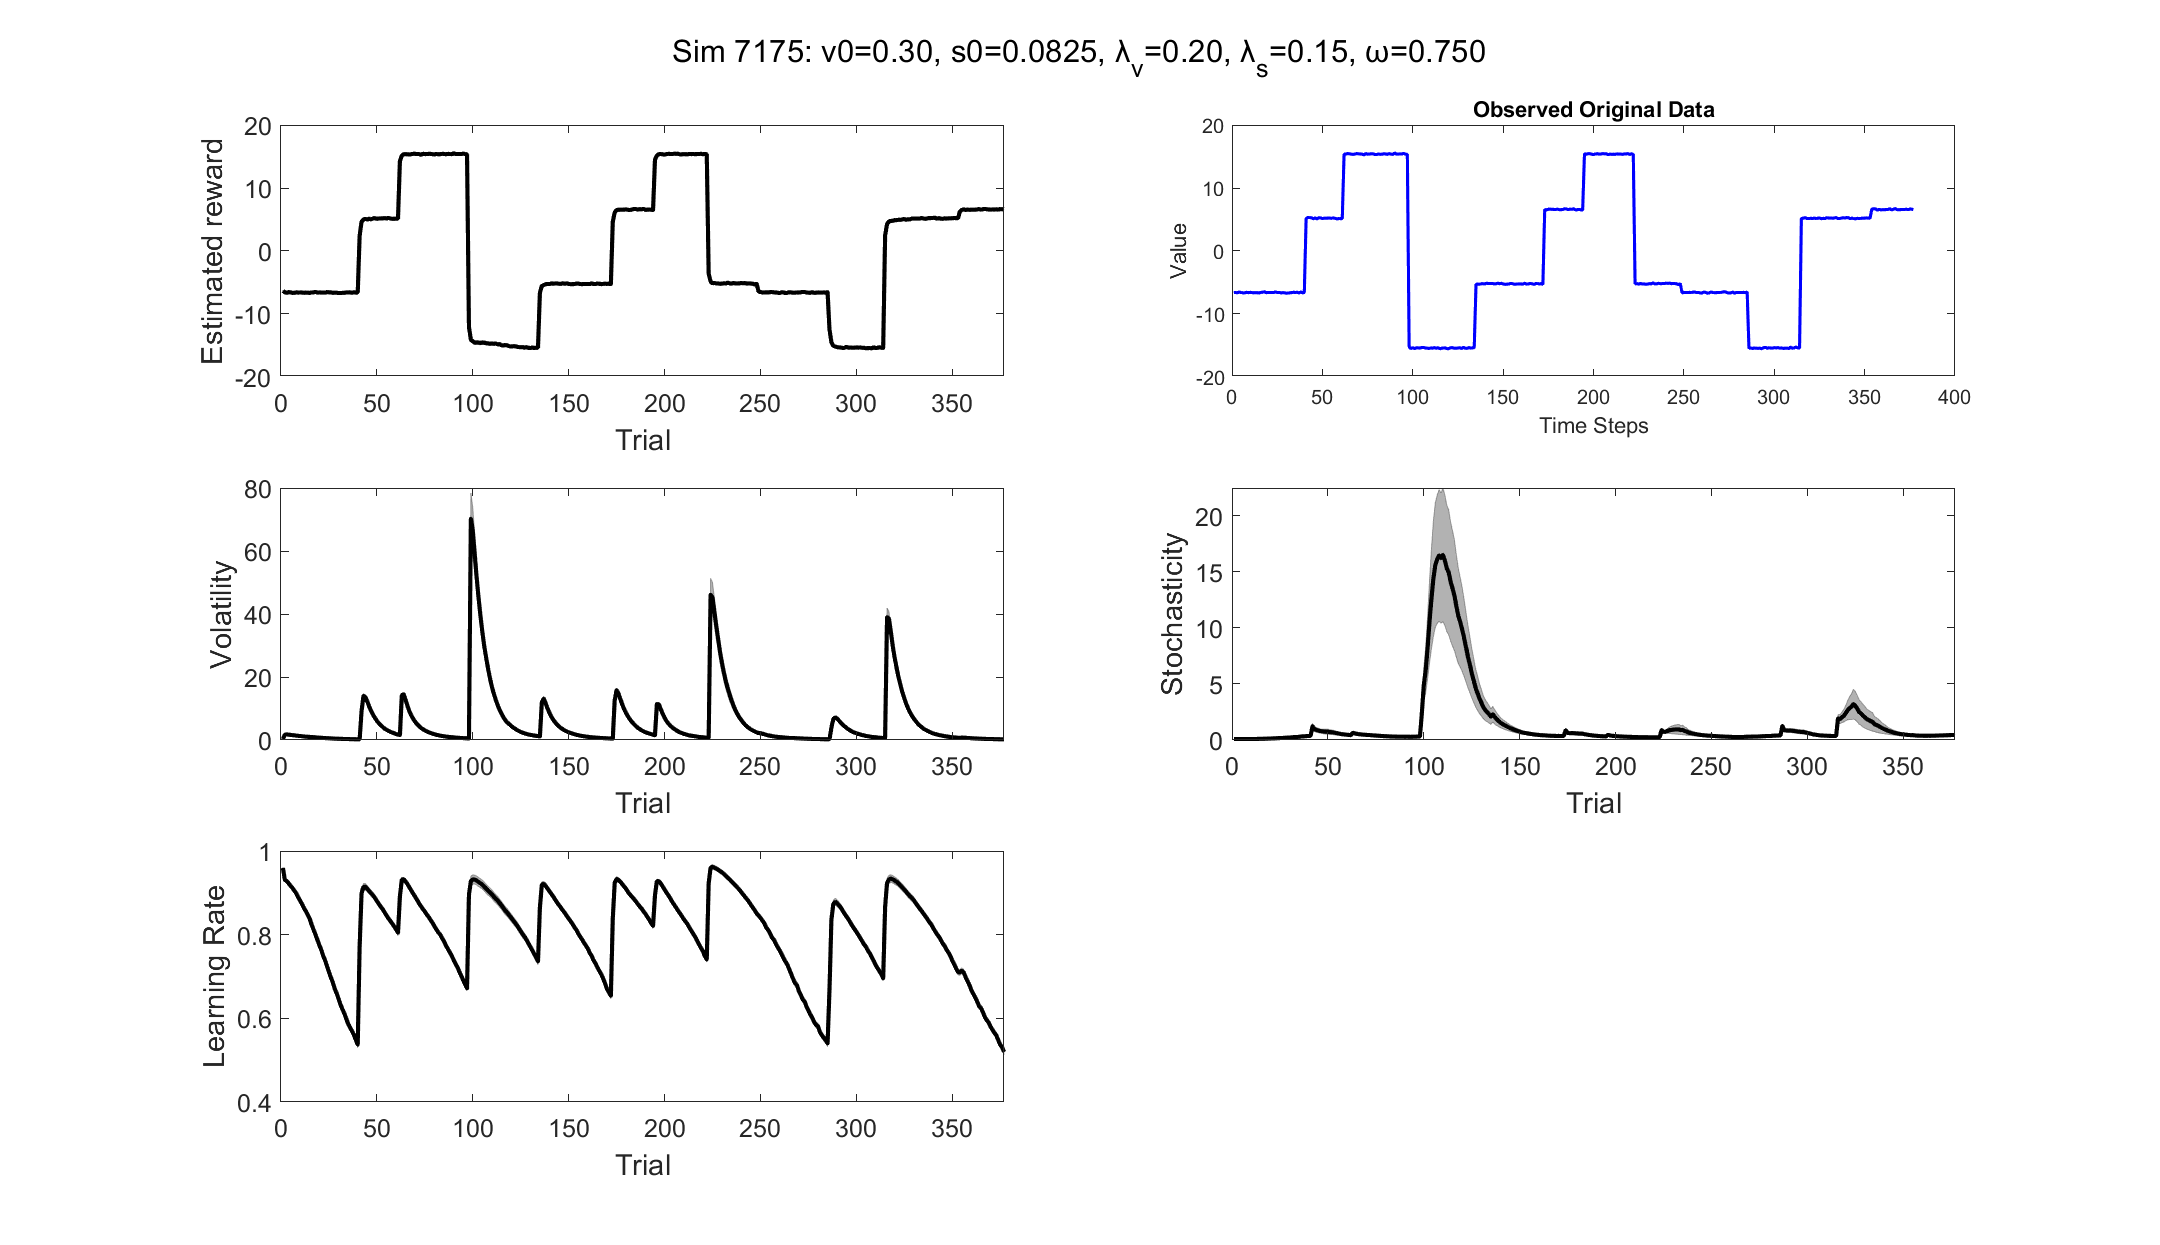 Sim 7175: v0=0.30, s0=0.0825, λ_v=0.20, λ_s=0.15, ω=0.750
20
10
0
-10
-20
Estimated reward
0 50 100 150 200 250 300 350
Trial
Observed Original Data
20
10
0
-10
-20
Value
0 50 100 150 200 250 300 350 400
Time Steps
80
60
40
20
0
Volatility
0 50 100 150 200 250 300 350
Trial
20
15
10
5
0
Stochasticity
0 50 100 150 200 250 300 350
Trial
1
0.8
0.6
0.4
Learning Rate
0 50 100 150 200 250 300 350
Trial